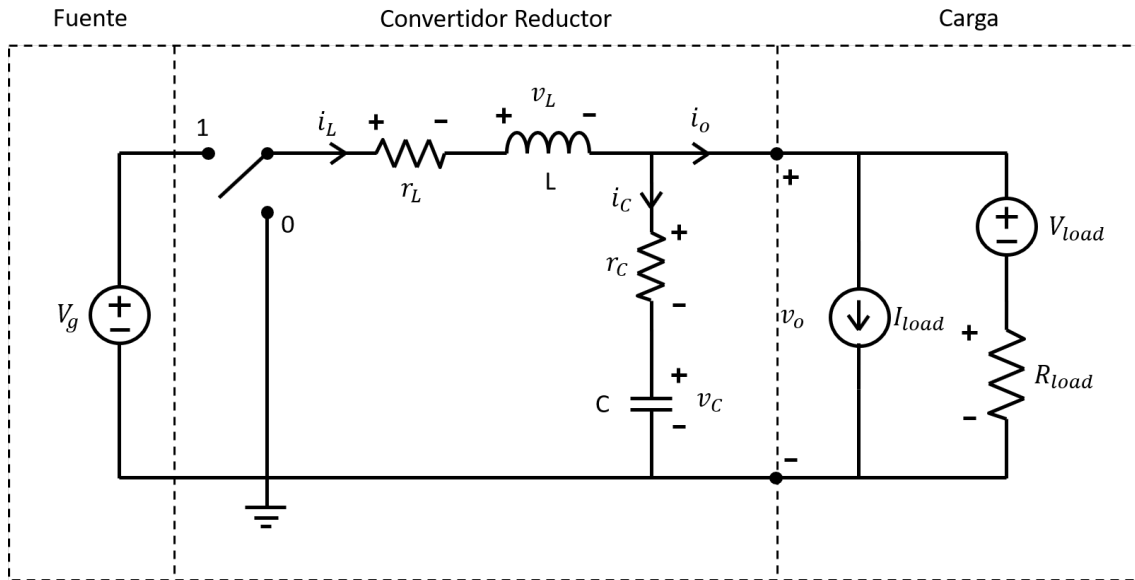 Fuente
Convertidor Reductor
Carga
1
0
i_L
+ -
r_L
+ v_L -
L
i_o
i_C
+
r_C
-
+
C v_C
-
V_g
+
-
+
v_o
-
I_load
+
-
V_load
+
R_load
-